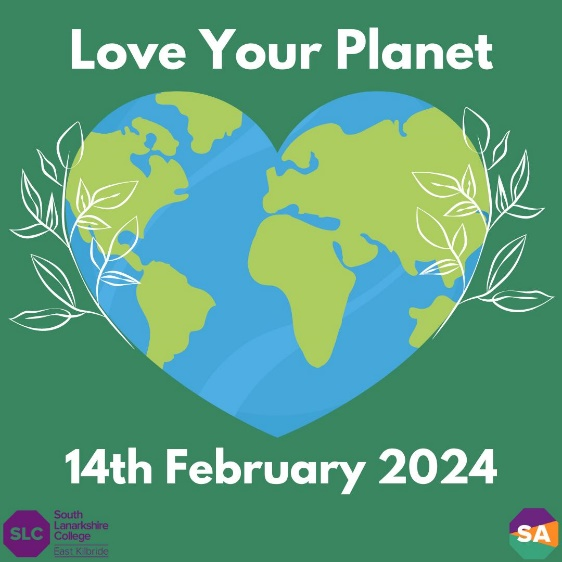 Love Your Planet
14th February 2024
SLC
South
Lanarkshire
College
East Kilbride
SA